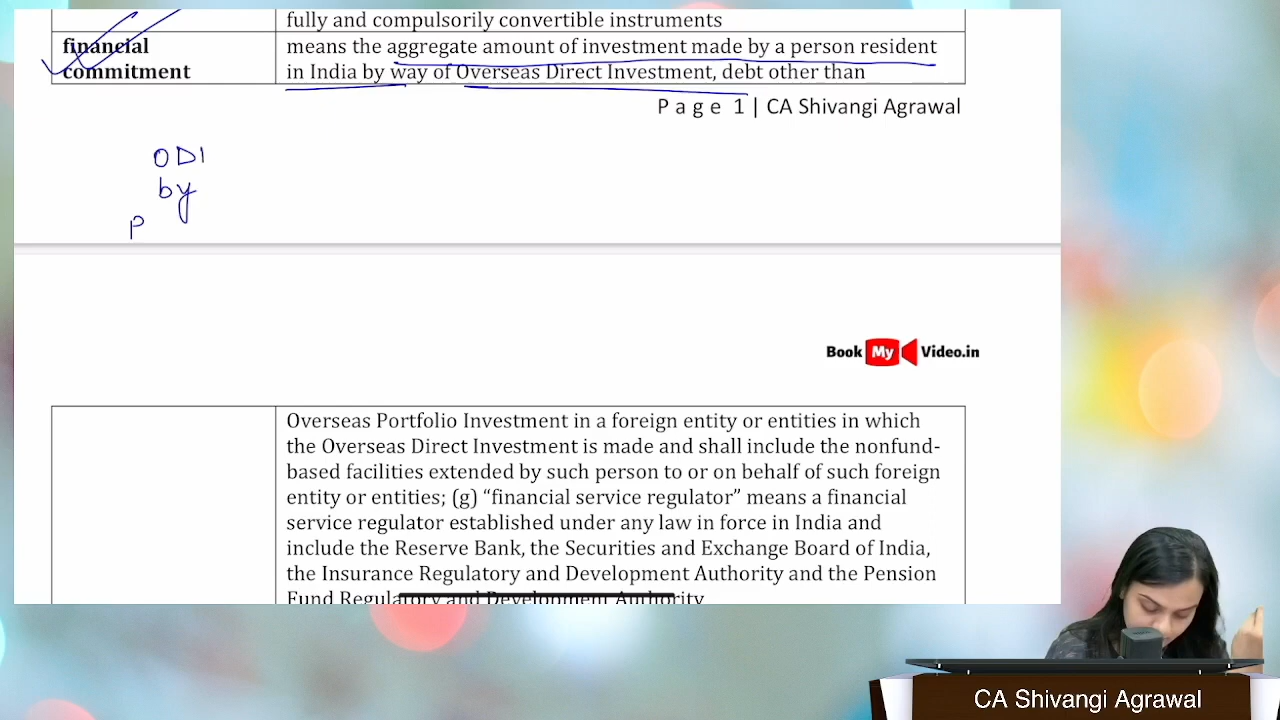 fully and compulsorily convertible instruments
financial commitment
means the aggregate amount of investment made by a person resident
in India by way of Overseas Direct Investment, debt other than
P a g e 1 | CA Shivangi Agrawal
ODI
by
P
Book My Video.in
Overseas Portfolio Investment in a foreign entity or entities in which
the Overseas Direct Investment is made and shall include the nonfund-
based facilities extended by such person to or on behalf of such foreign
entity or entities; (g) “financial service regulator” means a financial
service regulator established under any law in force in India and
include the Reserve Bank, the Securities and Exchange Board of India,
the Insurance Regulatory and Development Authority and the Pension
Fund Regulatory and Development Authority
CA Shivangi Agrawal